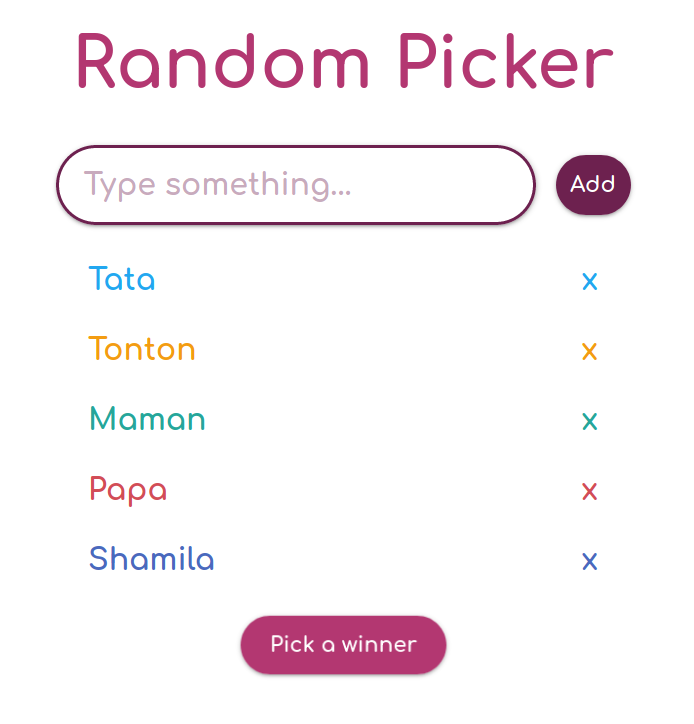 Random Picker
Type something...
Add
Tata x
Tonton x
Maman x
Papa x
Shamila x
Pick a winner